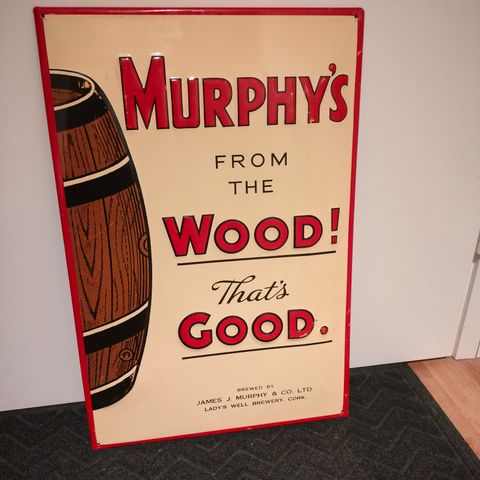 MURPHY'S
FROM
THE
WOOD!
That's
GOOD.
BREWED BY
JAMES J. MURPHY & CO. LTD.
LADY'S WELL BREWERY, CORK.